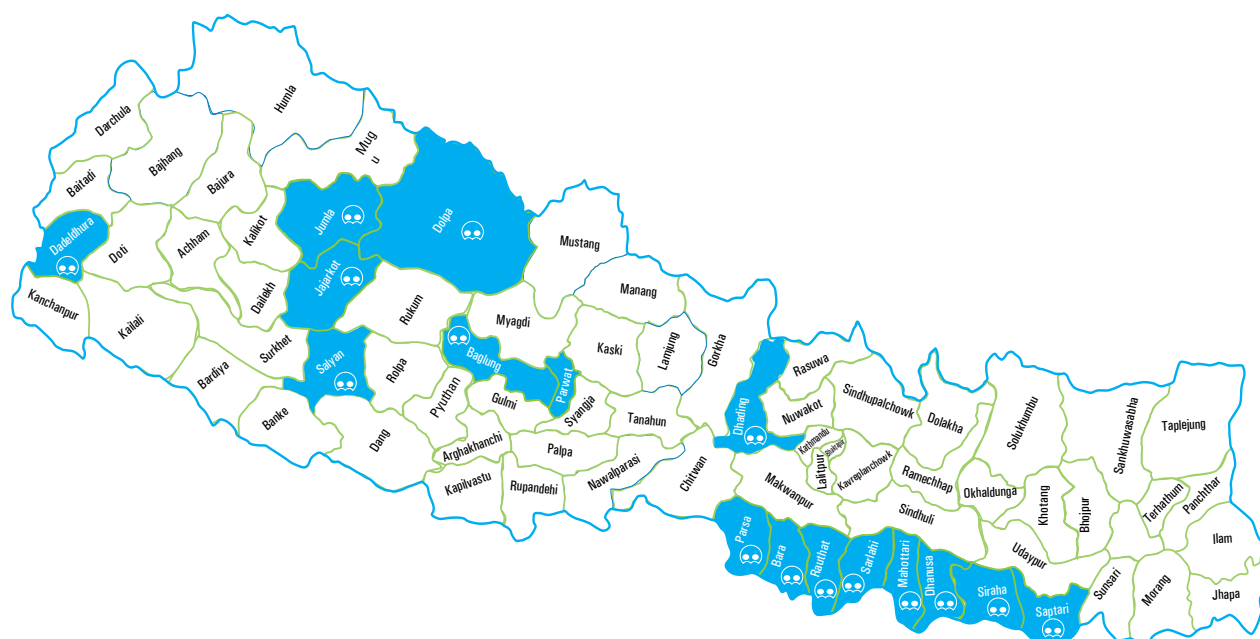 Humla
Darchula
Mug
u
Bajhang
Bajura
Baitadi
Dadeldhura
Doti
Achham
Kalikot
Jumla
Dolpa
Mustang
Kanchanpur
Kailali
Dailekh
Jajarkot
Rukum
Manang
Myagdi
Surkhet
Bardiya
Salyan
Rolpa
Baglung
Parwat
Kaski
Lamjung
Gorkha
Banke
Dang
Pyuthan
Gulmi
Syangja
Tanahun
Arghakhanchi
Palpa
Kapilvastu
Rupandehi
Nawalparasi
Chitwan
Dhading
Rasuwa
Nuwakot
Sindhupalchowk
Dolakha
Kathmandu
Bhaktapur
Lalitpur
Kavreplanchowk
Ramechhap
Makwanpur
Sindhuli
Solukhumbu
Okhaldunga
Khotang
Bhojpur
Sankhuwasabha
Taplejung
Terhathum
Panchthar
Ilam
Udaypur
Sunsari
Morang
Jhapa
Parsa
Bara
Rauthat
Sarlahi
Mahottari
Dhanusa
Siraha
Saptari